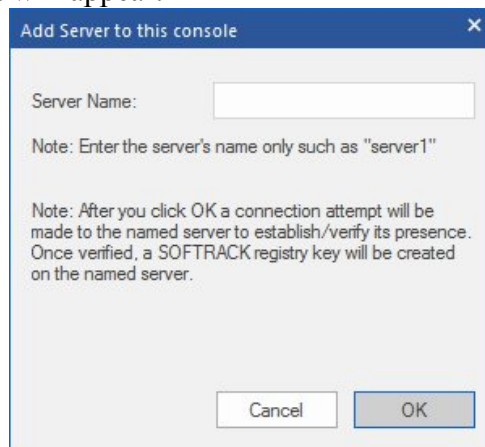 Add Server to this console
Server Name:
Note: Enter the server's name only such as "server1"
Note: After you click OK a connection attempt will be
made to the named server to establish/verify its presence.
Once verified, a SOFTRACK registry key will be created
on the named server.
Cancel OK